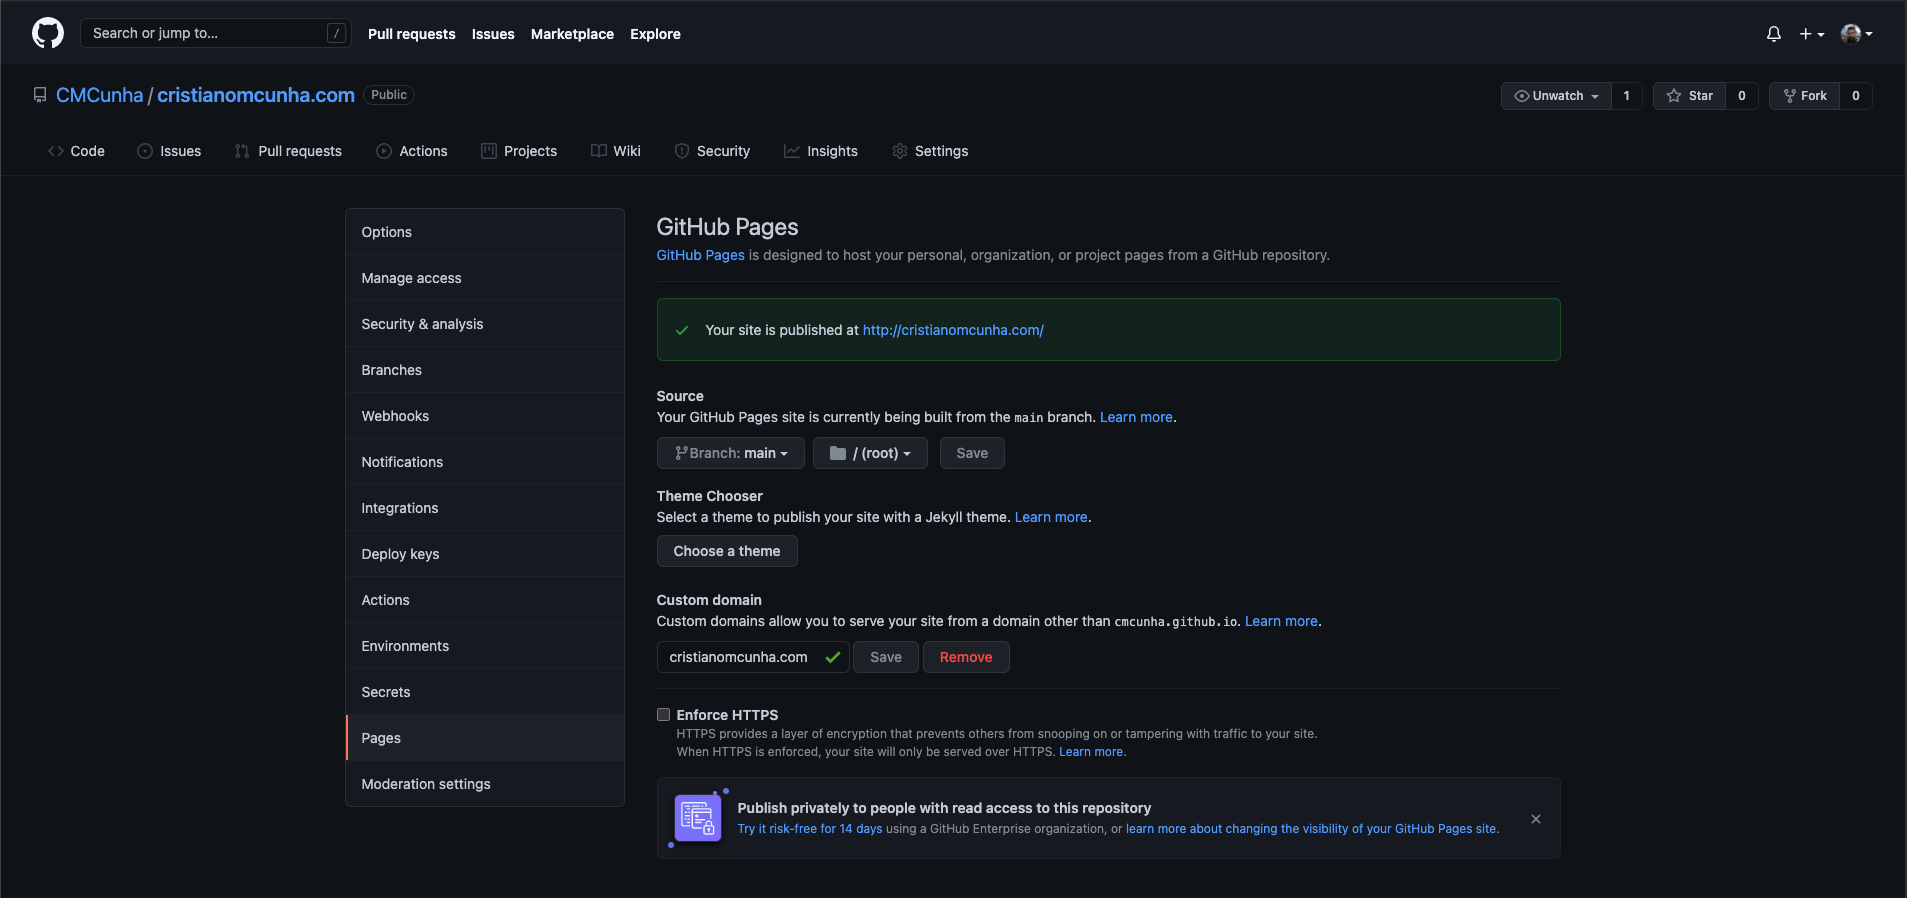 Search or jump to... /
Pull requests Issues Marketplace Explore
CMCunha / cristianomcunha.com Public
Unwatch 1 Star 0 Fork 0
Code Issues Pull requests Actions Projects Wiki Security Insights Settings
Options
Manage access
Security & analysis
Branches
Webhooks
Notifications
Integrations
Deploy keys
Actions
Environments
Secrets
Pages
Moderation settings
GitHub Pages
GitHub Pages is designed to host your personal, organization, or project pages from a GitHub repository.
Your site is published at http://cristianomcunha.com/
Source
Your GitHub Pages site is currently being built from the main branch. Learn more.
Branch: main / (root) Save
Theme Chooser
Select a theme to publish your site with a Jekyll theme. Learn more.
Choose a theme
Custom domain
Custom domains allow you to serve your site from a domain other than cmcunha.github.io. Learn more.
cristianomcunha.com Save Remove
Enforce HTTPS
HTTPS provides a layer of encryption that prevents others from snooping on or tampering with traffic to your site.
When HTTPS is enforced, your site will only be served over HTTPS. Learn more.
Publish privately to people with read access to this repository
Try it risk-free for 14 days using a GitHub Enterprise organization, or learn more about changing the visibility of your GitHub Pages site.